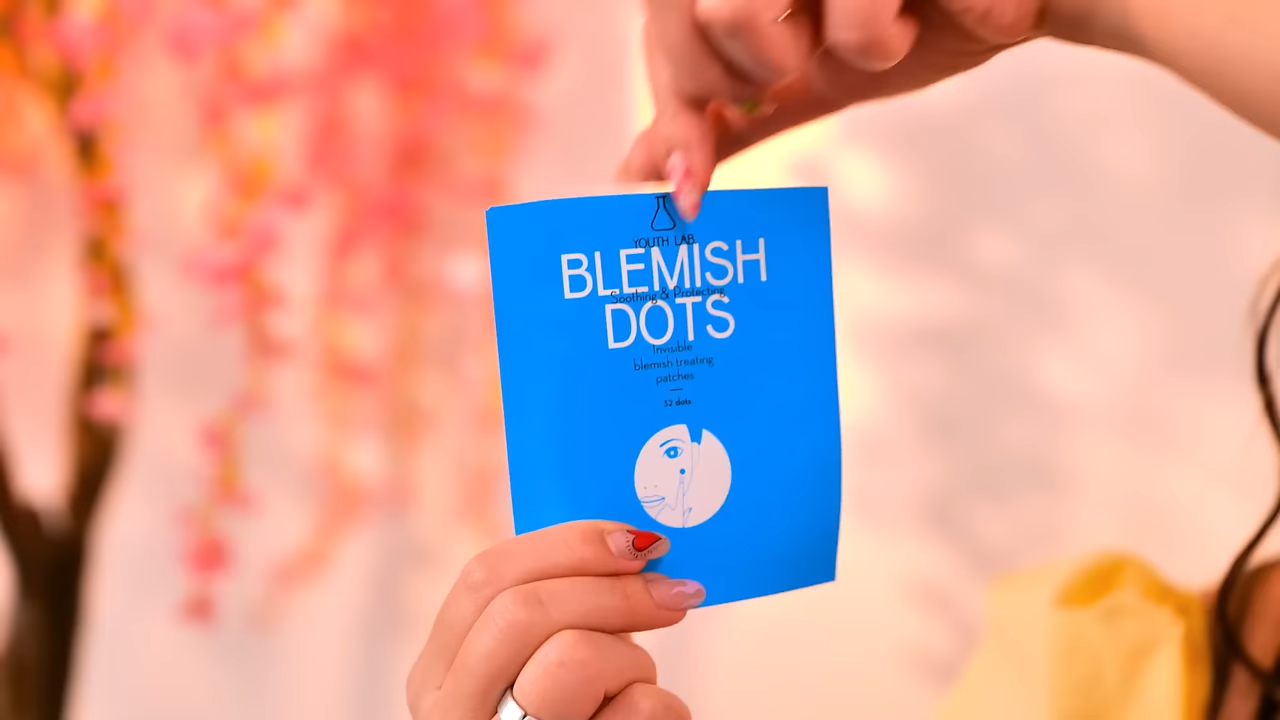 YOUTH LAB.
BLEMISH
Soothing & Protecting
DOTS
Invisible
blemish treating
patches
32 dots